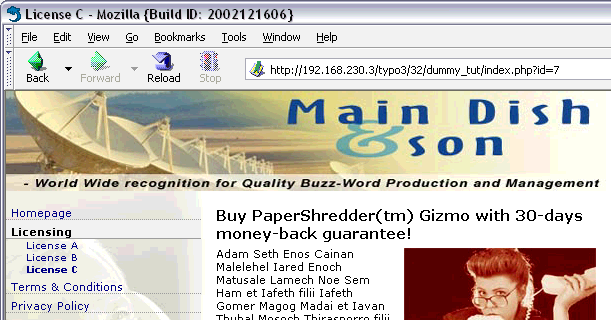 License C - Mozilla {Build ID: 2002121606}
File Edit View Go Bookmarks Tools Window Help
Back Forward Reload Stop http://192.168.230.3/typo3/32/dummy_tut/index.php?id=7
Main Dish
& son
- World Wide recognition for Quality Buzz-Word Production and Management
Homepage
Licensing
License A
License B
License C
Terms & Conditions
Privacy Policy
Buy PaperShredder(tm) Gizmo with 30-days
money-back guarantee!
Adam Seth Enos Cainan
Malelehel Iared Enoch
Matusale Lamech Noe Sem
Ham et Iafeth filii Iafeth
Gomer Magog Madai et Iavan
Thubal Mosoch Thirasporro filii